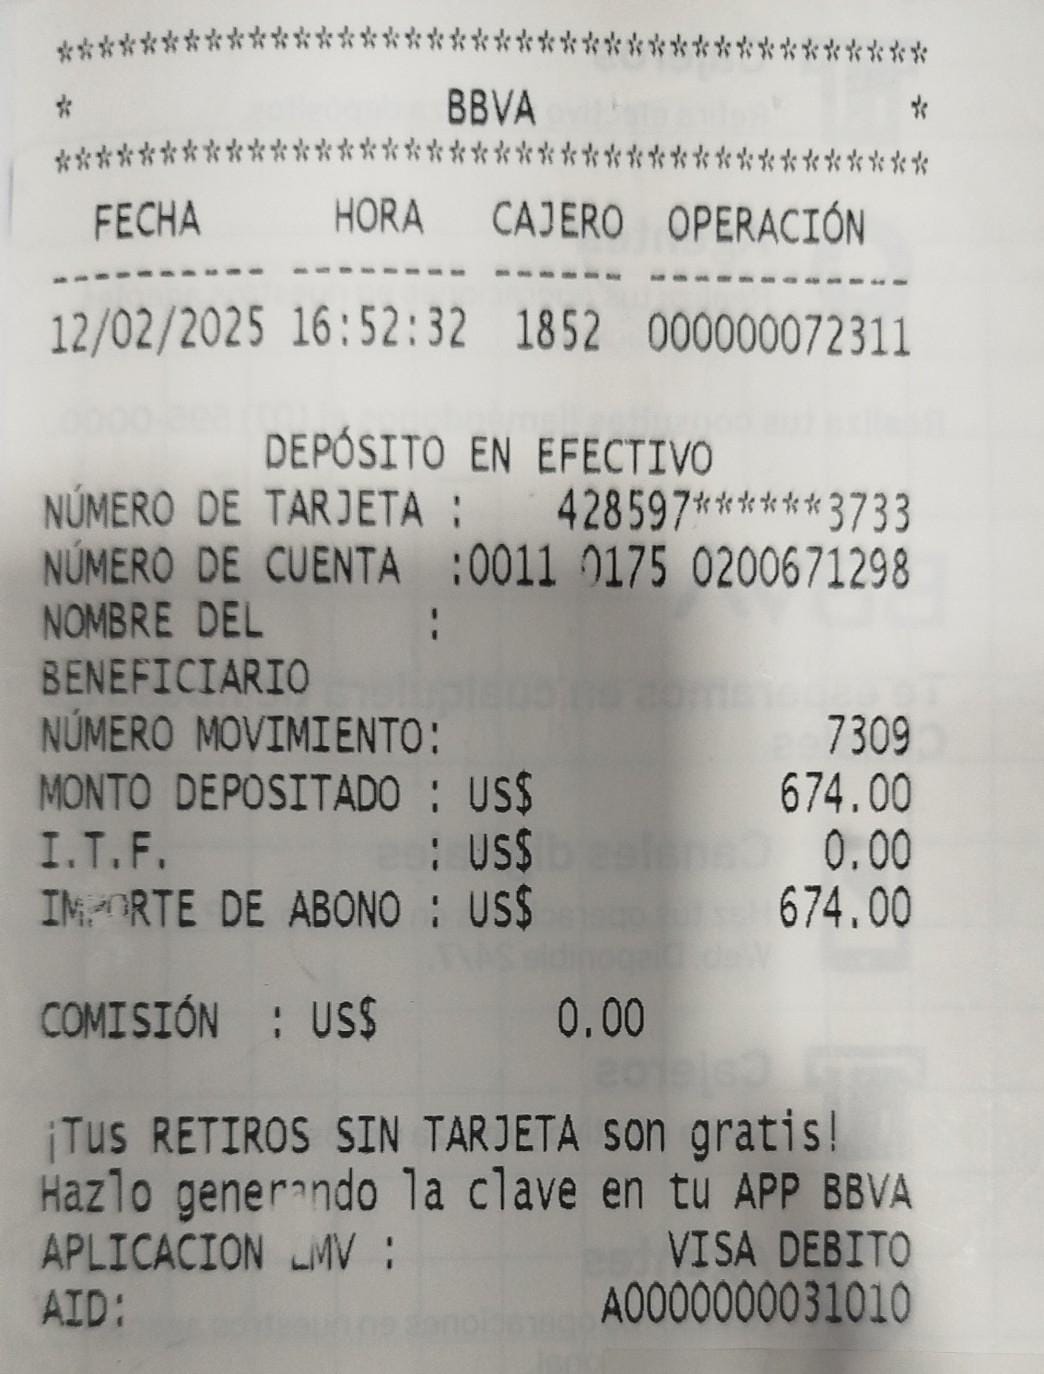 *******************************************
* BBVA *
*******************************************
FECHA HORA CAJERO OPERACIÓN
---------- -------- ------ ------------
12/02/2025 16:52:32 1852 000000072311
DEPÓSITO EN EFECTIVO
NÚMERO DE TARJETA : 428597******3733
NÚMERO DE CUENTA :0011 0175 0200671298
NOMBRE DEL :
BENEFICIARIO
NÚMERO MOVIMIENTO: 7309
MONTO DEPOSITADO : US$ 674.00
I.T.F. : US$ 0.00
IMPORTE DE ABONO : US$ 674.00
COMISIÓN : US$ 0.00
¡Tus RETIROS SIN TARJETA son gratis!
Hazlo generando la clave en tu APP BBVA
APLICACION EMV : VISA DEBITO
AID: A0000000031010